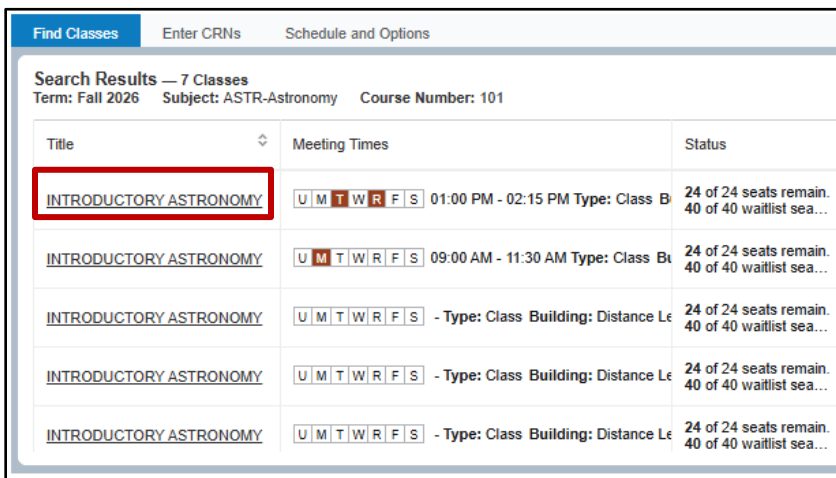 Find Classes Enter CRNs Schedule and Options
Search Results — 7 Classes
Term: Fall 2026 Subject: ASTR-Astronomy Course Number: 101
Title Meeting Times Status
INTRODUCTORY ASTRONOMY U M T W R F S 01:00 PM - 02:15 PM Type: Class B 24 of 24 seats remain.
40 of 40 waitlist sea…
INTRODUCTORY ASTRONOMY U M T W R F S 09:00 AM - 11:30 AM Type: Class Bu 24 of 24 seats remain.
40 of 40 waitlist sea…
INTRODUCTORY ASTRONOMY U M T W R F S - Type: Class Building: Distance Le 24 of 24 seats remain.
40 of 40 waitlist sea…
INTRODUCTORY ASTRONOMY U M T W R F S - Type: Class Building: Distance Le 24 of 24 seats remain.
40 of 40 waitlist sea…
INTRODUCTORY ASTRONOMY U M T W R F S - Type: Class Building: Distance Le 24 of 24 seats remain.
40 of 40 waitlist sea…